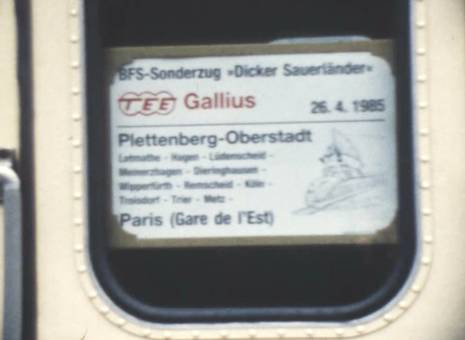 BFS-Sonderzug »Dicker Sauerländer«
TEE Gallius 26. 4. 1985
Plettenberg-Oberstadt
Letmathe - Hagen - Lüdenscheid -
Meinerzhagen - Dieringhausen -
Wipperfürth - Remscheid - Köln -
Troisdorf - Trier - Metz -
Paris (Gare de l'Est)